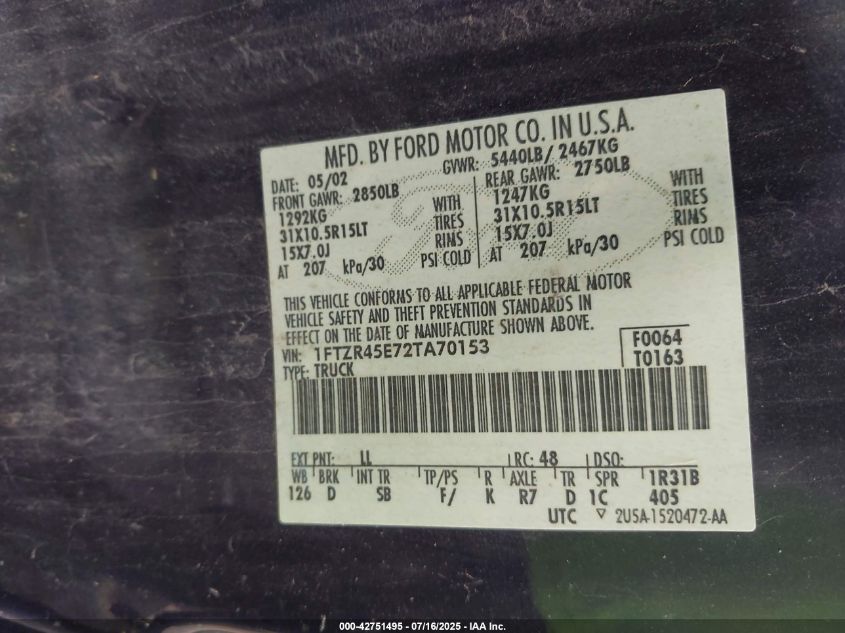 MFD. BY FORD MOTOR CO. IN U.S.A.
DATE: 05/02 GVWR: 5440LB/ 2467KG
FRONT GAWR: 2850LB REAR GAWR: 2750LB
1292KG WITH 1247KG WITH
31X10.5R15LT TIRES 31X10.5R15LT TIRES
15X7.0J RIMS 15X7.0J RIMS
AT 207 kPa/30 PSI COLD AT 207 kPa/30 PSI COLD
THIS VEHICLE CONFORMS TO ALL APPLICABLE FEDERAL MOTOR
VEHICLE SAFETY AND THEFT PREVENTION STANDARDS IN
EFFECT ON THE DATE OF MANUFACTURE SHOWN ABOVE.
VIN: 1FTZR45E72TA70153 F0064
TYPE: TRUCK T0163
EXT PNT: LL RC: 48 DSO:
WB BRK INT TR TP/PS R AXLE TR SPR 1R31B
126 D SB F/ K R7 D 1C 405
UTC ▽ 2U5A-1520472-AA
000-42751495 - 07/16/2025 - IAA Inc.